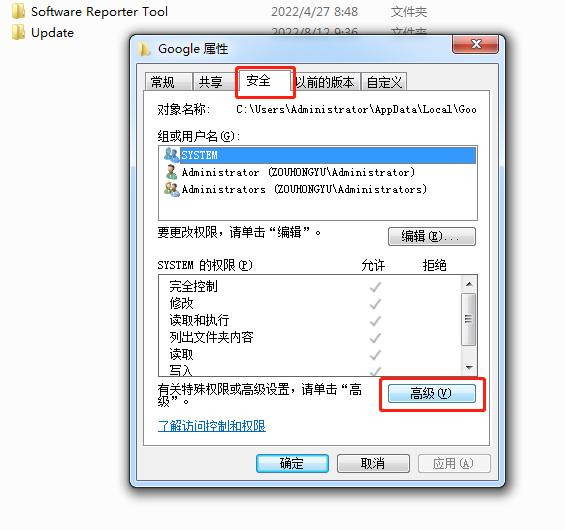 Software Reporter Tool 2022/4/27 8:48 文件夹
Update 2022/8/12 9:36 文件夹
Google 属性
常规 共享 安全 以前的版本 自定义
对象名称: C:\Users\Administrator\AppData\Local\Goo
组或用户名(G):
SYSTEM
Administrator (ZOUHONGYU\Administrator)
Administrators (ZOUHONGYU\Administrators)
要更改权限，请单击“编辑”。 编辑(E)...
SYSTEM 的权限(P) 允许 拒绝
完全控制
修改
读取和执行
列出文件夹内容
读取
写入
有关特殊权限或高级设置，请单击“高
级”。 高级(V)
了解访问控制和权限
确定 取消 应用(A)